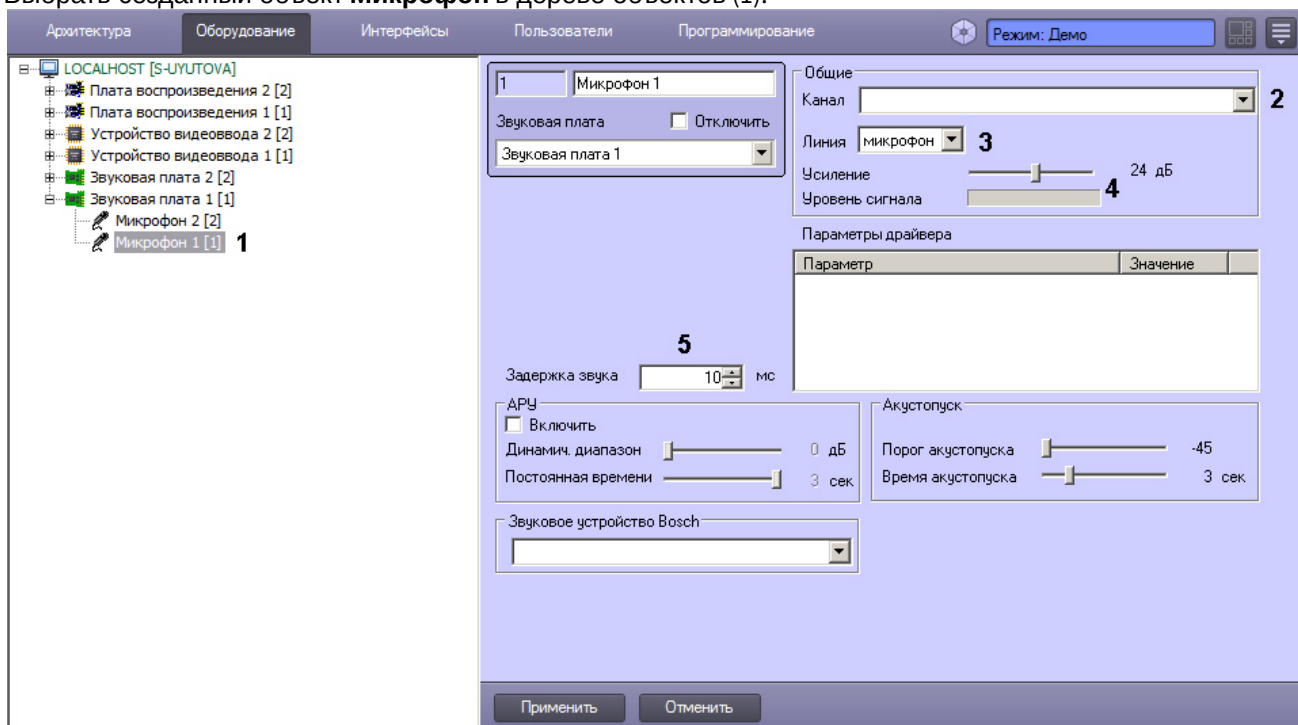 Выбрать созданный объект Микрофон в дереве объектов (1).
Архитектура Оборудование Интерфейсы Пользователи Программирование Режим: Демо
LOCALHOST [S-UYUTOVA]
Плата воспроизведения 2 [2]
Плата воспроизведения 1 [1]
Устройство видеоввода 2 [2]
Устройство видеоввода 1 [1]
Звуковая плата 2 [2]
Звуковая плата 1 [1]
Микрофон 2 [2]
Микрофон 1 [1] 1
1 Микрофон 1
Звуковая плата Отключить
Звуковая плата 1
Общие
Канал 2
Линия микрофон 3
Усиление 24 дБ
Уровень сигнала 4
Параметры драйвера
Параметр Значение
5
Задержка звука 10 мс
АРУ
Включить
Динамич. диапазон 0 дБ
Постоянная времени 3 сек
Акустопуск
Порог акустопуска -45
Время акустопуска 3 сек
Звуковое устройство Bosch
Применить Отменить